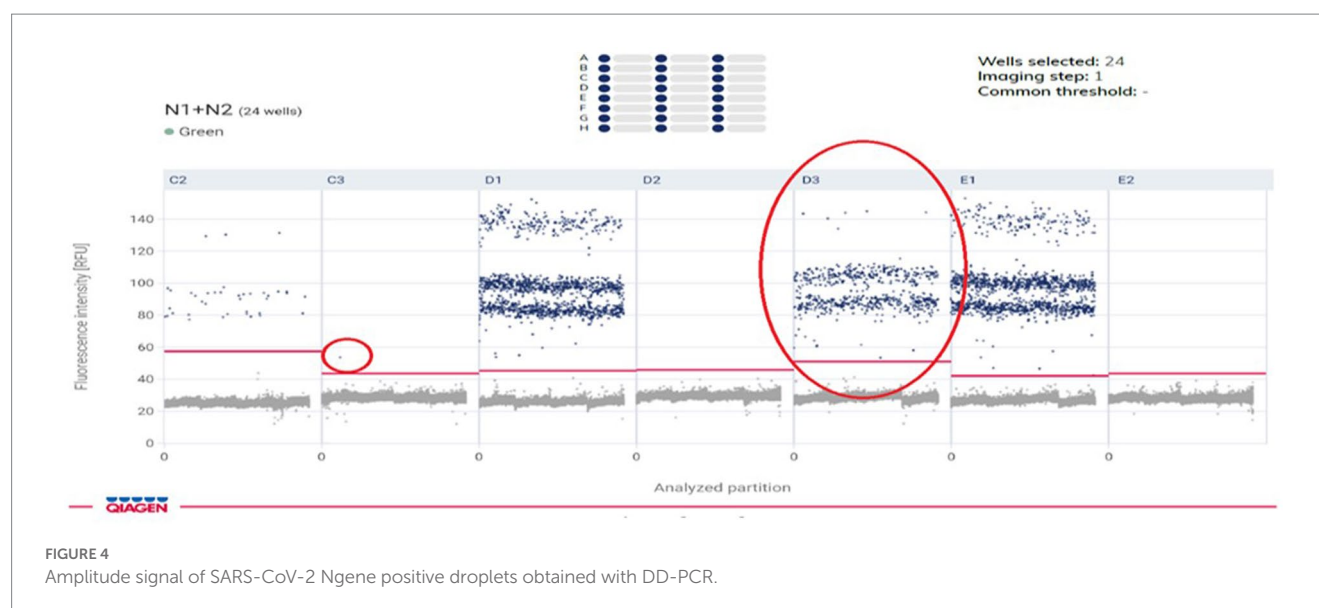 A
B
C
D
E
F
G
H
Wells selected: 24
Imaging step: 1
Common threshold: -
N1+N2 (24 wells)
Green
C2 C3 D1 D2 D3 E1 E2
Fluorescence intensity [RFU]
140
120
100
80
60
40
20
0
0 0 0 0 0 0 0
Analyzed partition
QIAGEN
FIGURE 4
Amplitude signal of SARS-CoV-2 Ngene positive droplets obtained with DD-PCR.